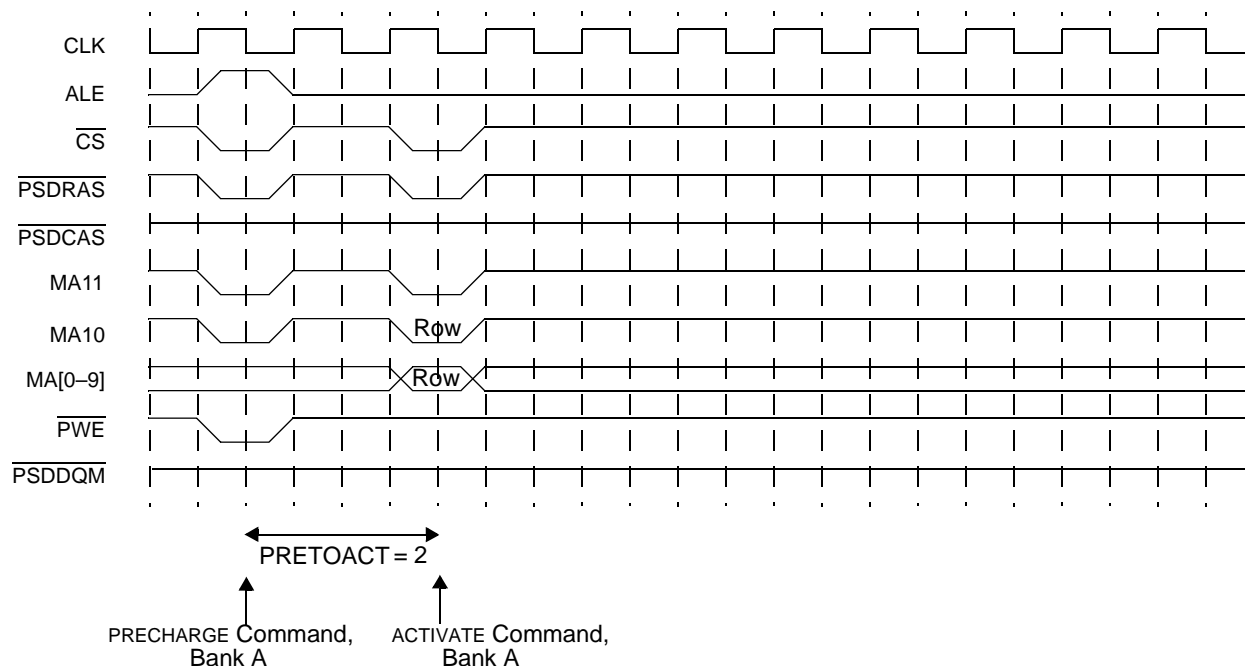 CLK
ALE
CS
PSDRAS
PSDCAS
MA11
MA10
Row
MA[0–9]
Row
PWE
PSDDQM
PRETOACT = 2
PRECHARGE Command,
Bank A
ACTIVATE Command,
Bank A